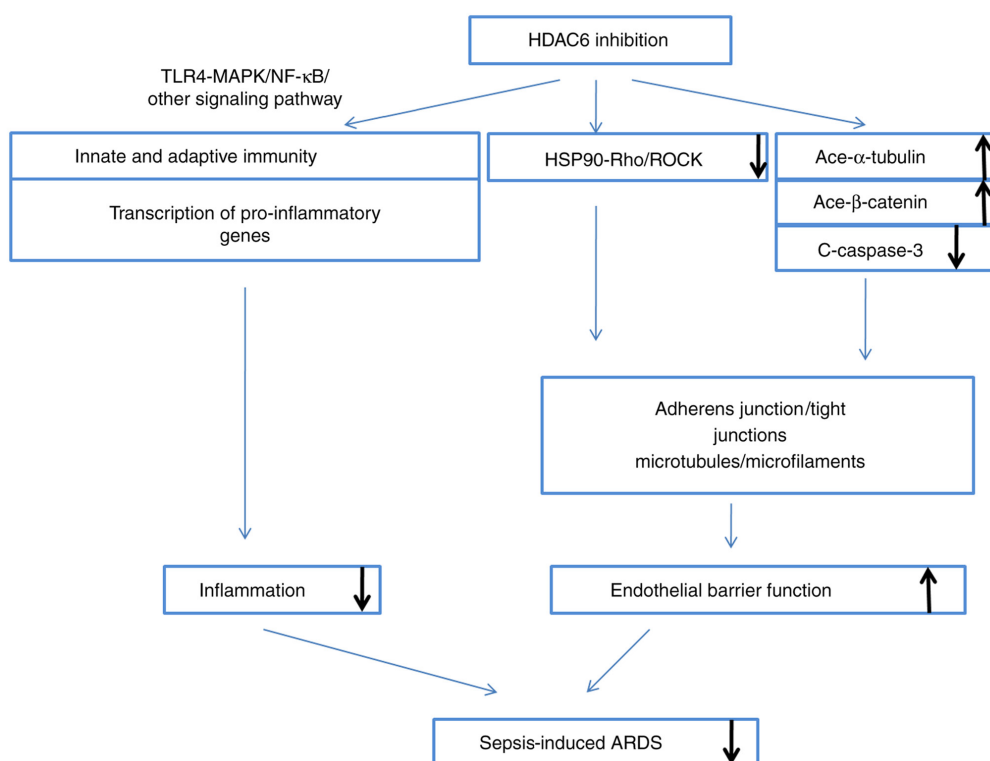 HDAC6 inhibition
TLR4-MAPK/NF-κB/
other signaling pathway
Innate and adaptive immunity
Transcription of pro-inflammatory
genes
HSP90-Rho/ROCK
Ace-α-tubulin
Ace-β-catenin
C-caspase-3
Adherens junction/tight
junctions
microtubules/microfilaments
Inflammation
Endothelial barrier function
Sepsis-induced ARDS